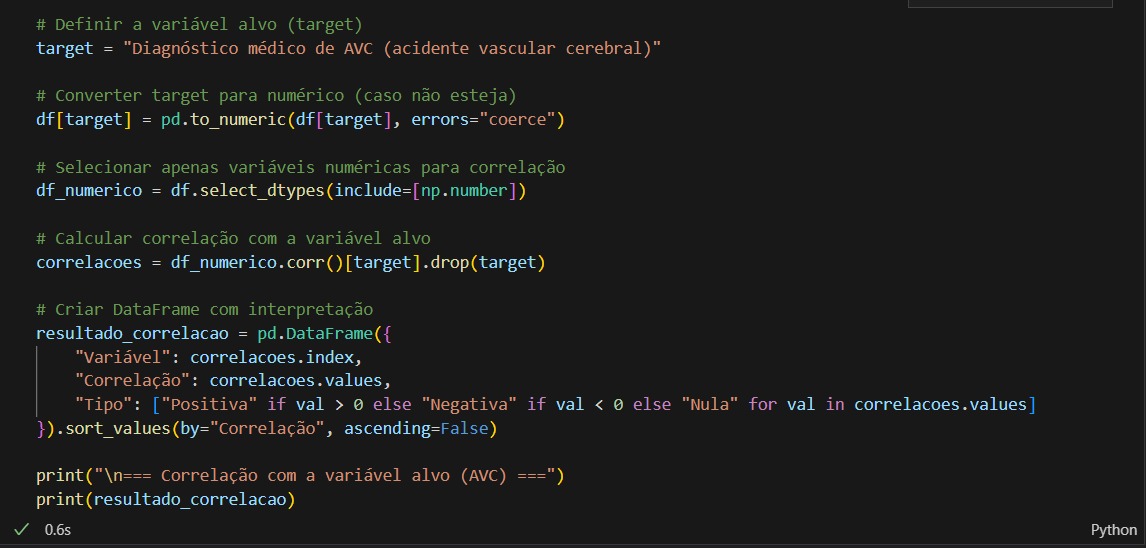 # Definir a variável alvo (target)
target = "Diagnóstico médico de AVC (acidente vascular cerebral)"
# Converter target para numérico (caso não esteja)
df[target] = pd.to_numeric(df[target], errors="coerce")
# Selecionar apenas variáveis numéricas para correlação
df_numerico = df.select_dtypes(include=[np.number])
# Calcular correlação com a variável alvo
correlacoes = df_numerico.corr()[target].drop(target)
# Criar DataFrame com interpretação
resultado_correlacao = pd.DataFrame({
    "Variável": correlacoes.index,
    "Correlação": correlacoes.values,
    "Tipo": ["Positiva" if val > 0 else "Negativa" if val < 0 else "Nula" for val in correlacoes.values]
}).sort_values(by="Correlação", ascending=False)
print("\n=== Correlação com a variável alvo (AVC) ===")
print(resultado_correlacao)
0.6s
Python